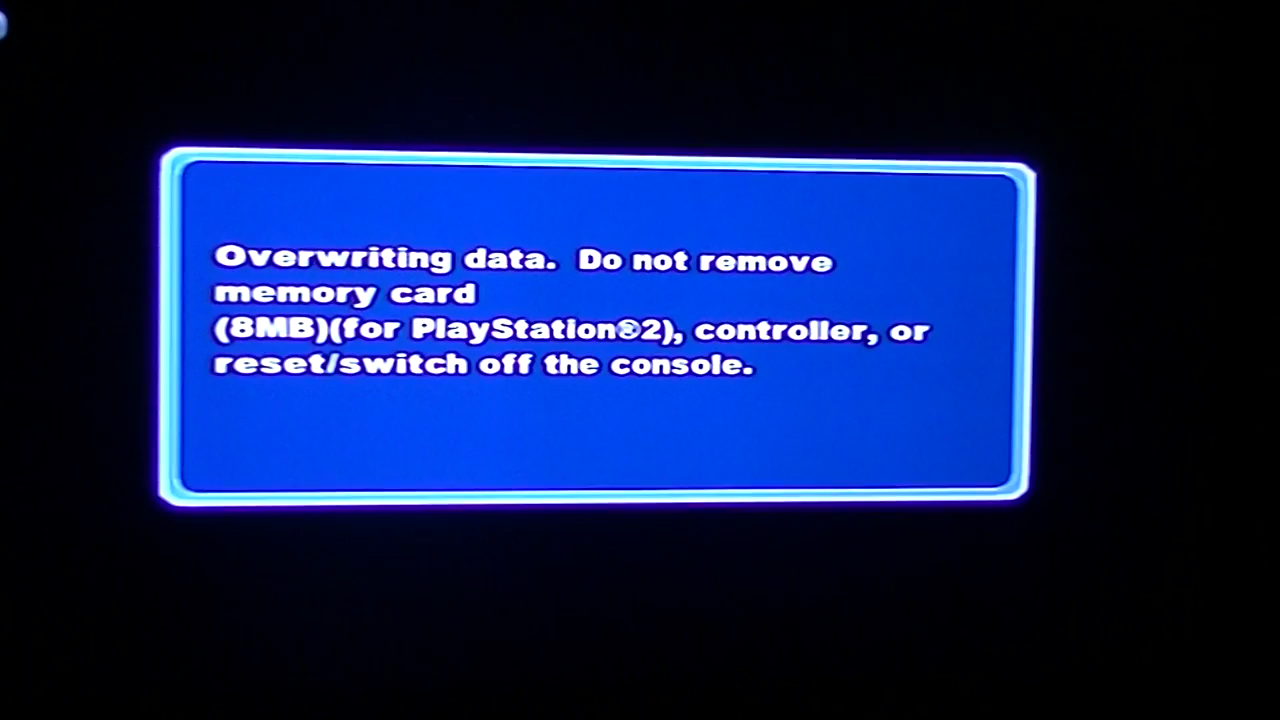 Overwriting data.  Do not remove
memory card
(8MB)(for PlayStation®2), controller, or
reset/switch off the console.